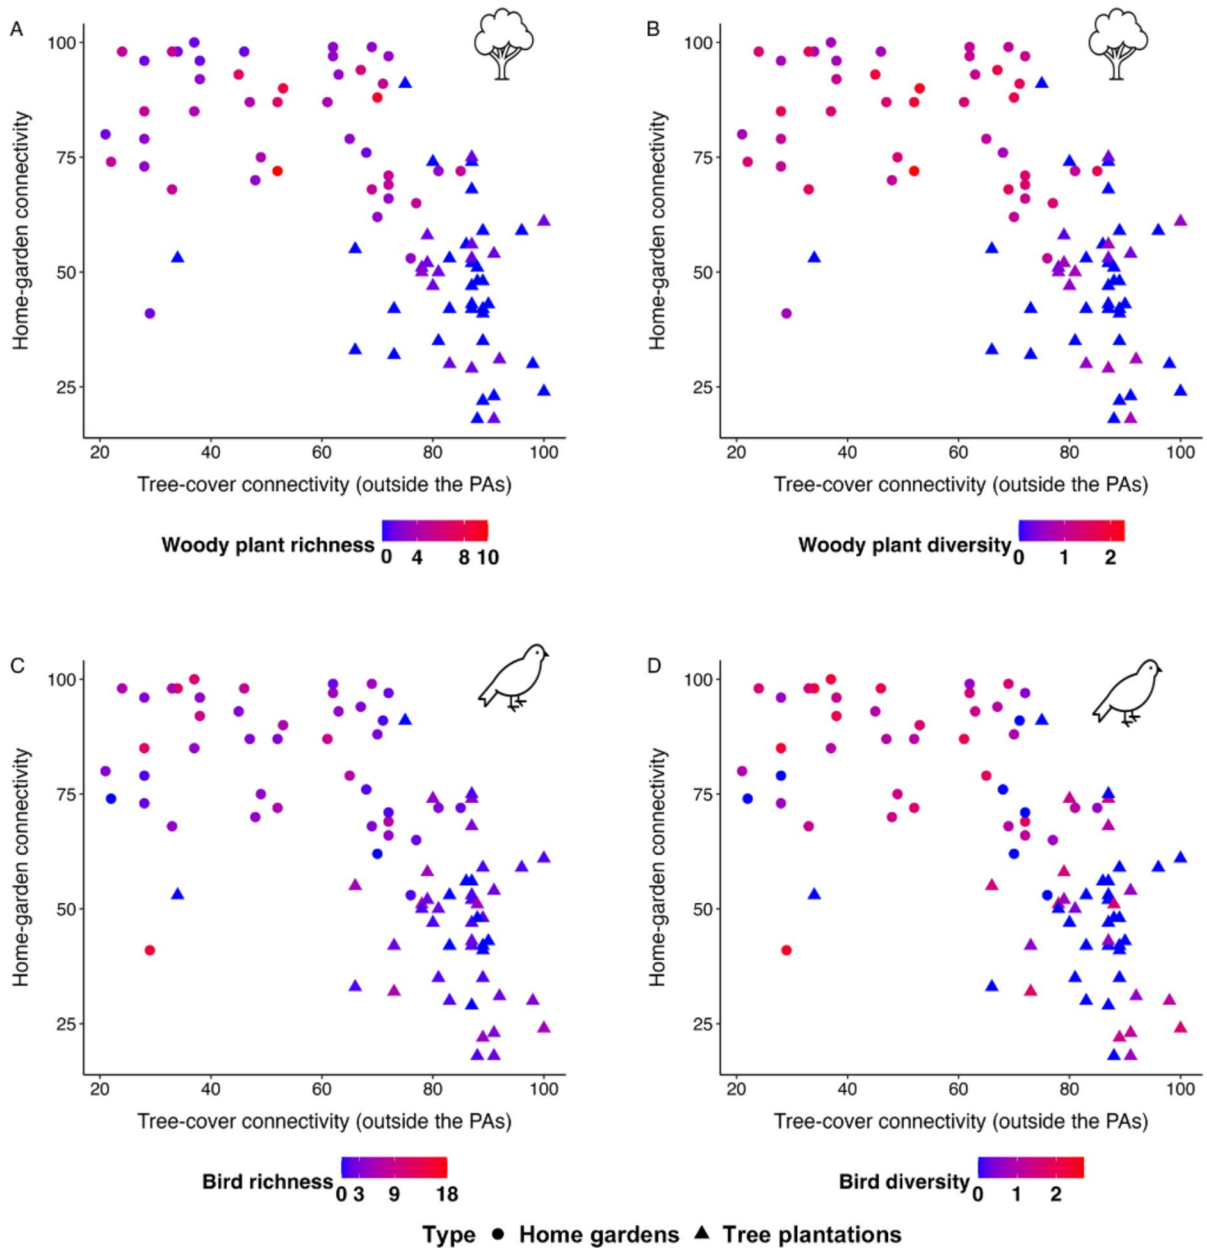 A
Home-garden connectivity
100
75
50
25
20 40 60 80 100
Tree-cover connectivity (outside the PAs)
Woody plant richness
0 4 8 10
B
Home-garden connectivity
100
75
50
25
20 40 60 80 100
Tree-cover connectivity (outside the PAs)
Woody plant diversity
0 1 2
C
Home-garden connectivity
100
75
50
25
20 40 60 80 100
Tree-cover connectivity (outside the PAs)
Bird richness
0 3 9 18
D
Home-garden connectivity
100
75
50
25
20 40 60 80 100
Tree-cover connectivity (outside the PAs)
Bird diversity
0 1 2
Type Home gardens Tree plantations